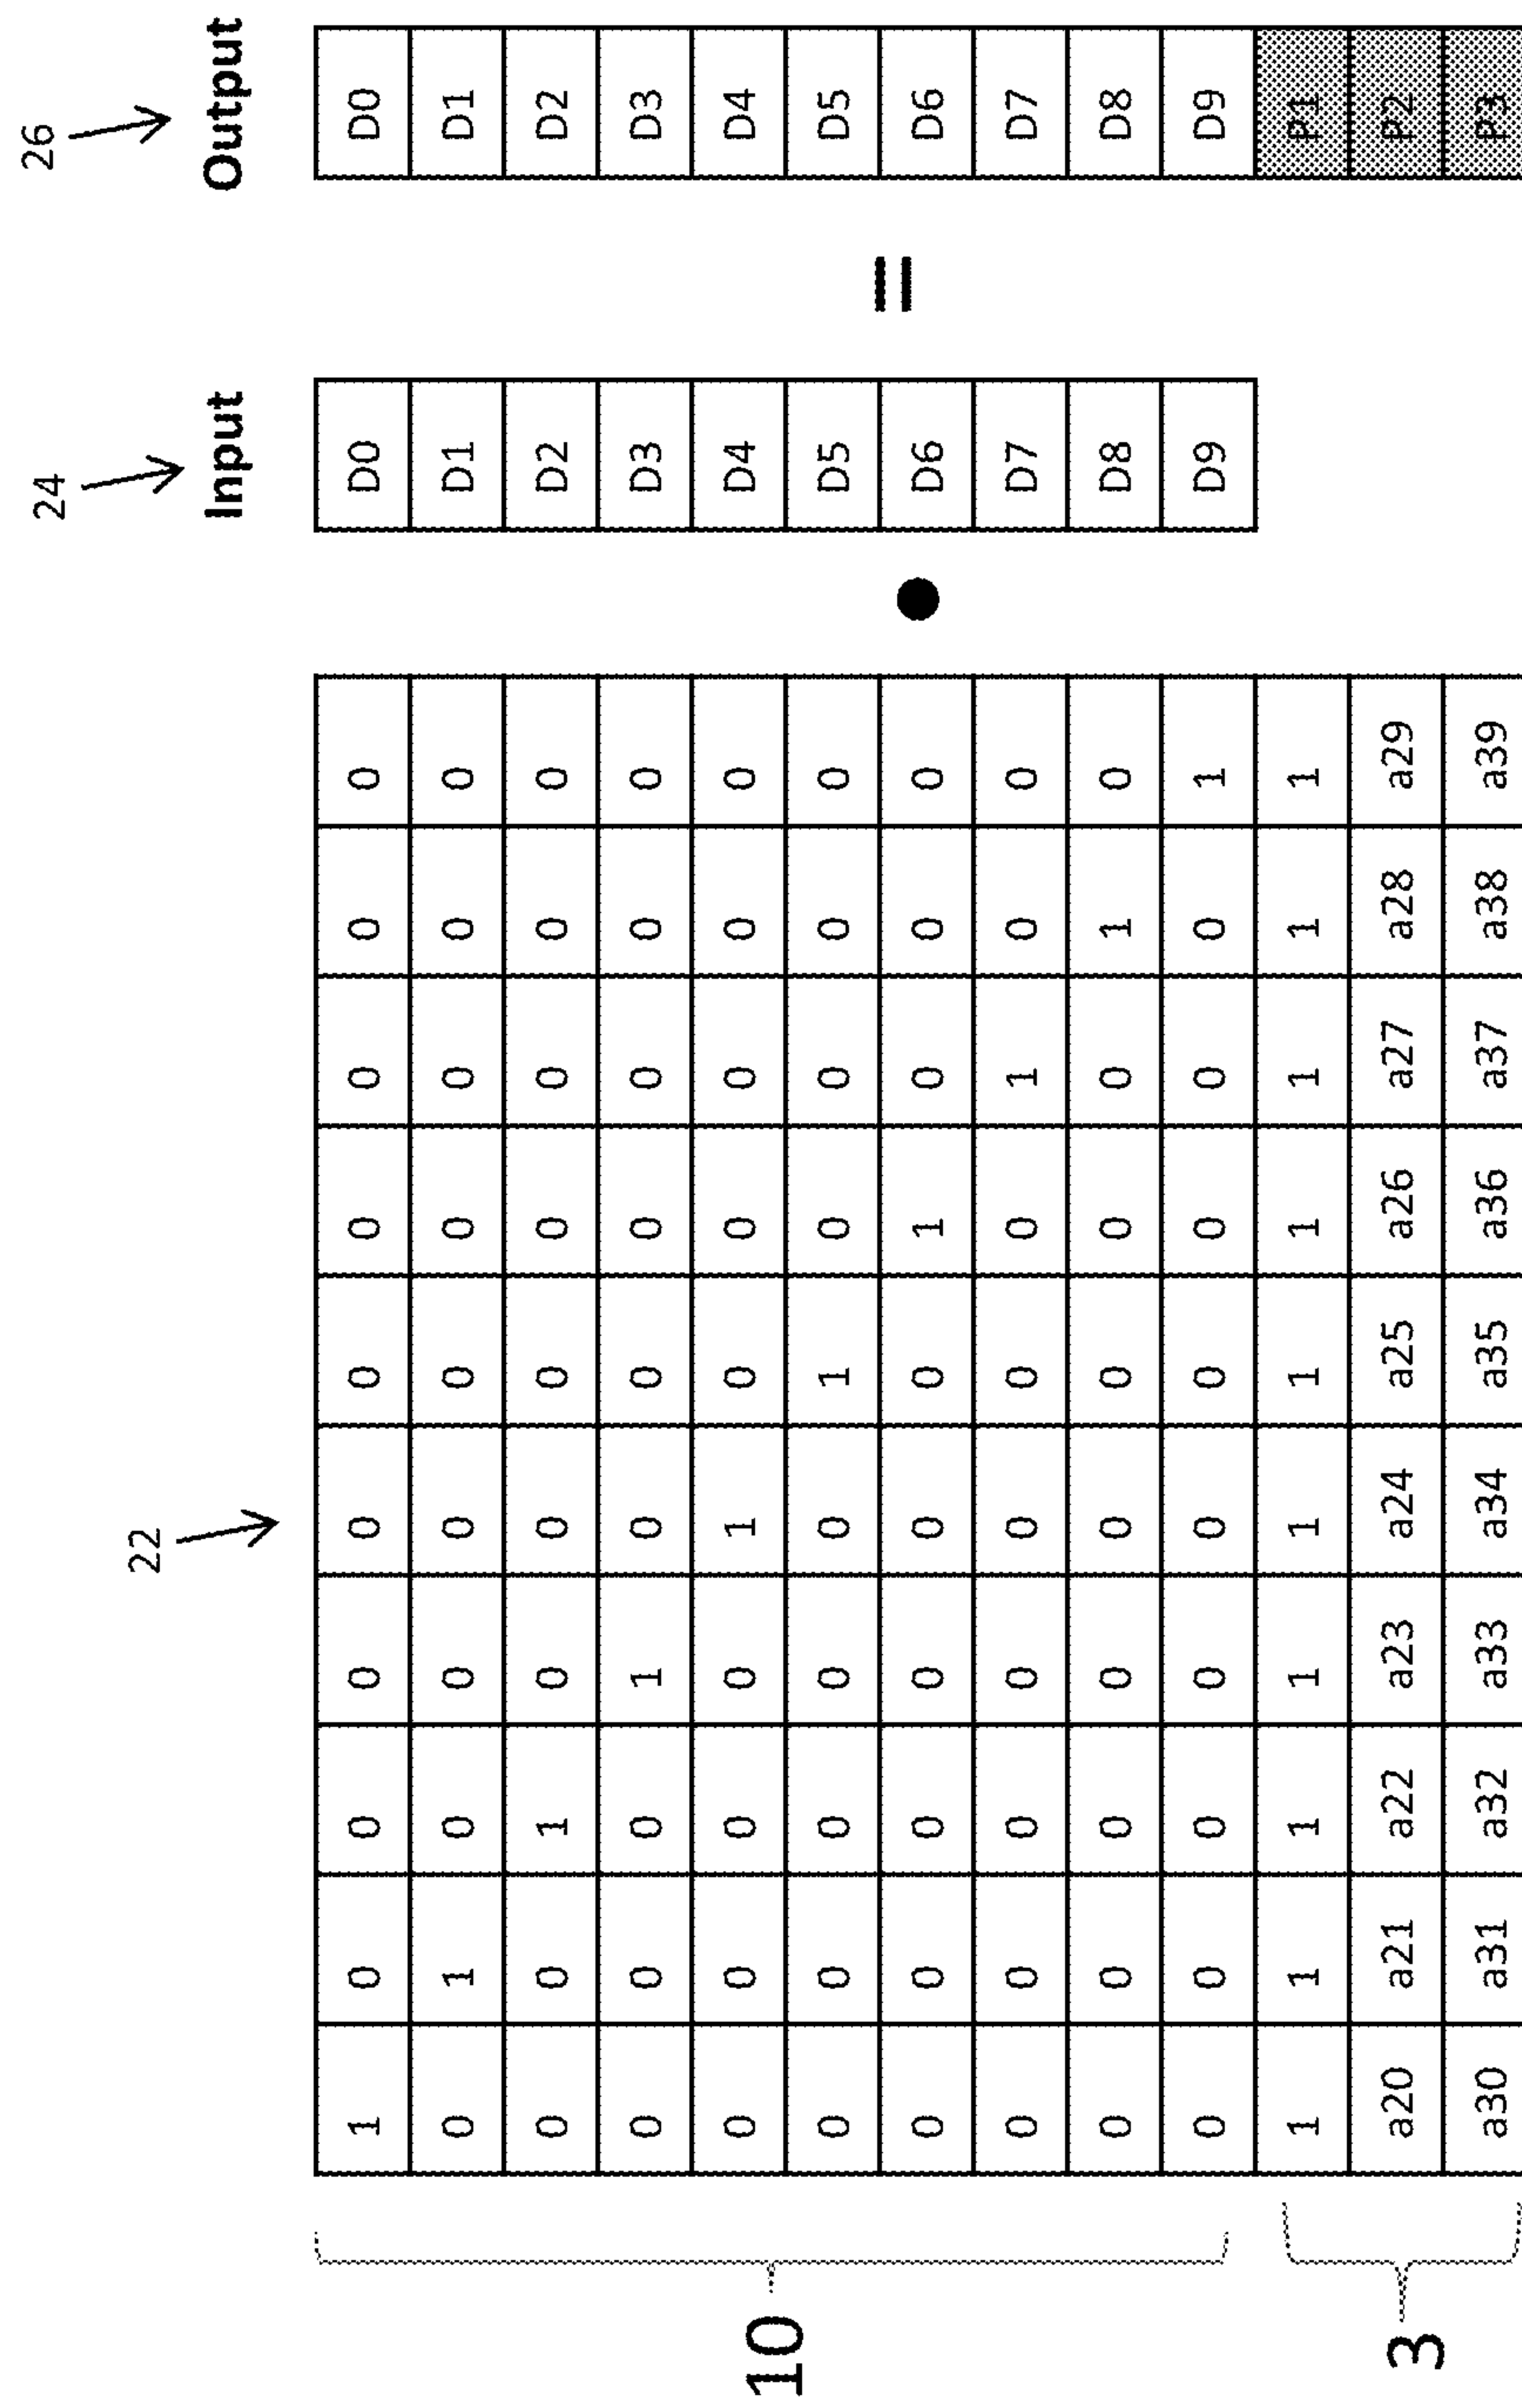 26
24
22
Output
Input
1 0 0 0 0 0 0 0 0 0 D0 D0
0 1 0 0 0 0 0 0 0 0 D1 D1
0 0 1 0 0 0 0 0 0 0 D2 D2
0 0 0 1 0 0 0 0 0 0 D3 D3
0 0 0 0 1 0 0 0 0 0 D4 D4
10 0 0 0 0 0 1 0 0 0 0 • D5 = D5
0 0 0 0 0 0 1 0 0 0 D6 D6
0 0 0 0 0 0 0 1 0 0 D7 D7
0 0 0 0 0 0 0 0 1 0 D8 D8
0 0 0 0 0 0 0 0 0 1 D9 D9
1 1 1 1 1 1 1 1 1 1 P1
3 a20 a21 a22 a23 a24 a25 a26 a27 a28 a29 P2
a30 a31 a32 a33 a34 a35 a36 a37 a38 a39 P3